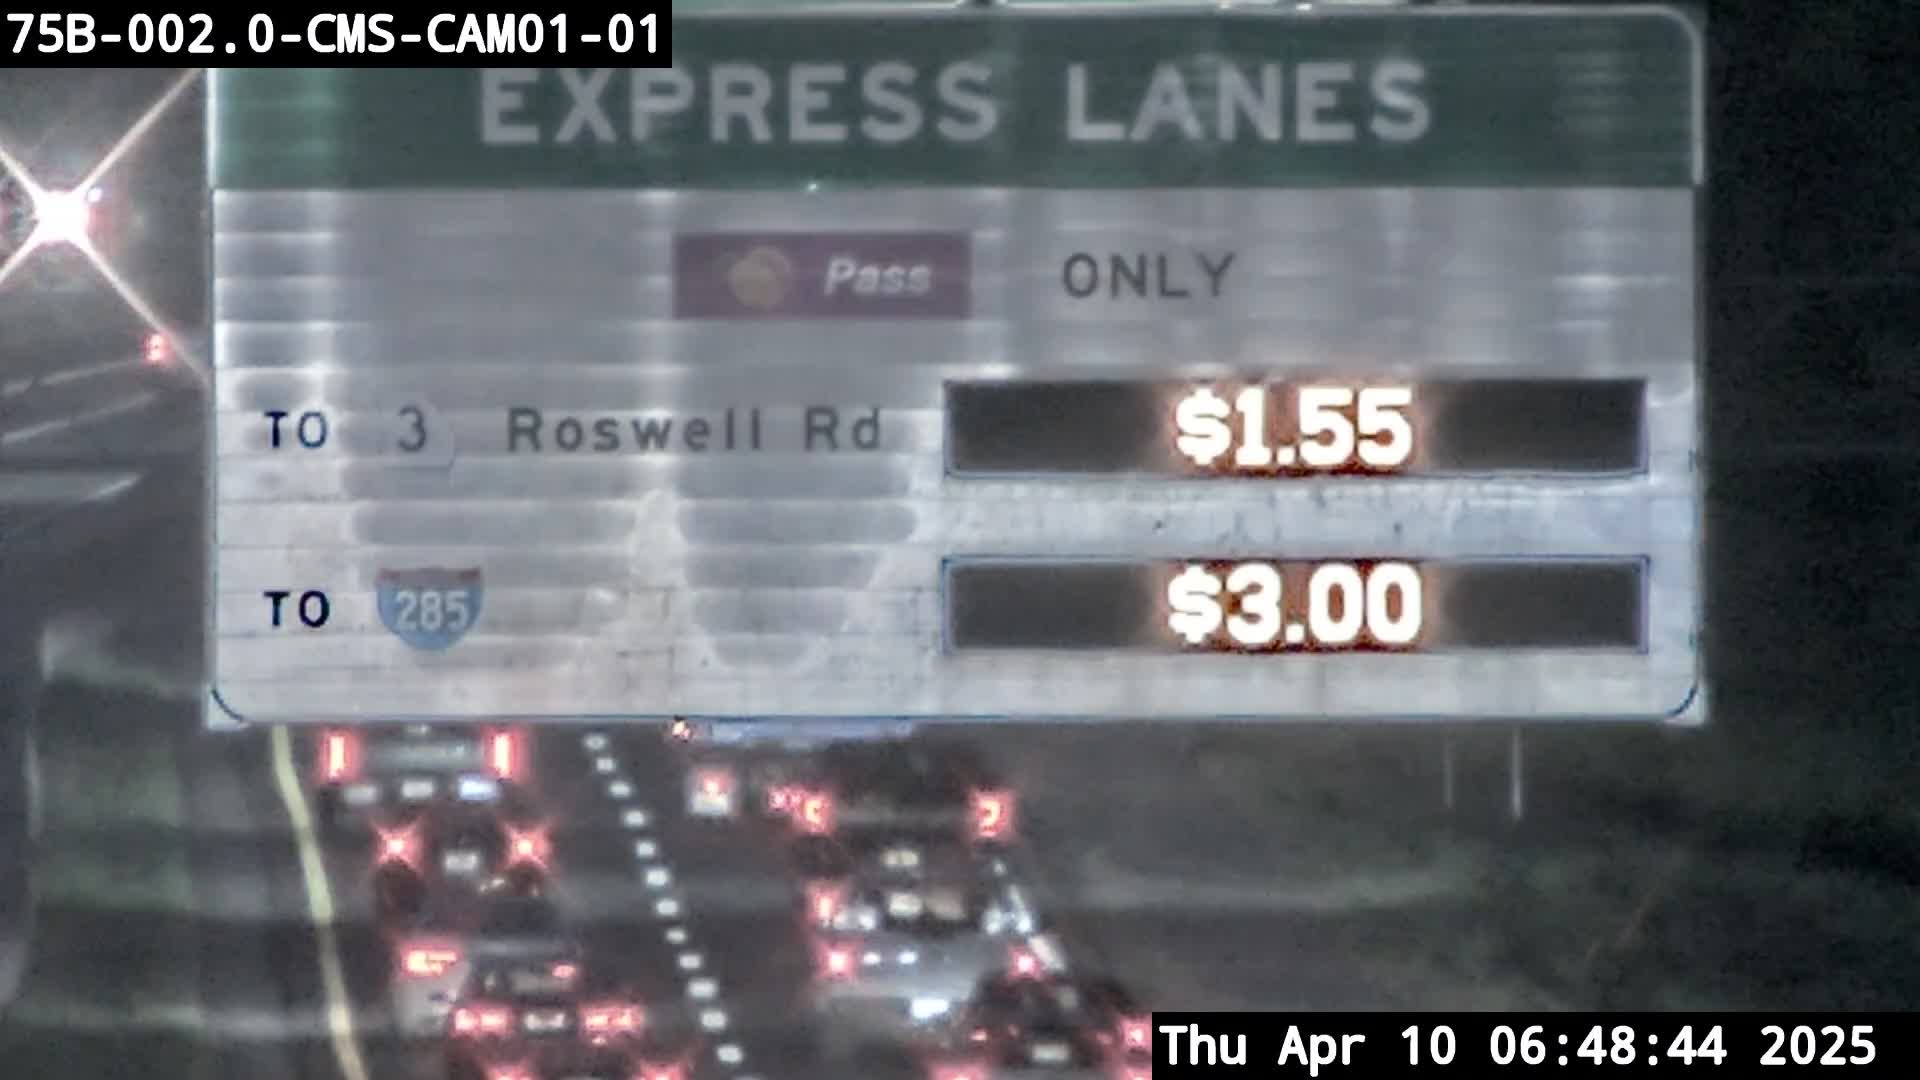 75B-002.0-CMS-CAM01-01
EXPRESS LANES
Pass ONLY
TO 3 Roswell Rd $1.55
TO 285 $3.00
Thu Apr 10 06:48:44 2025